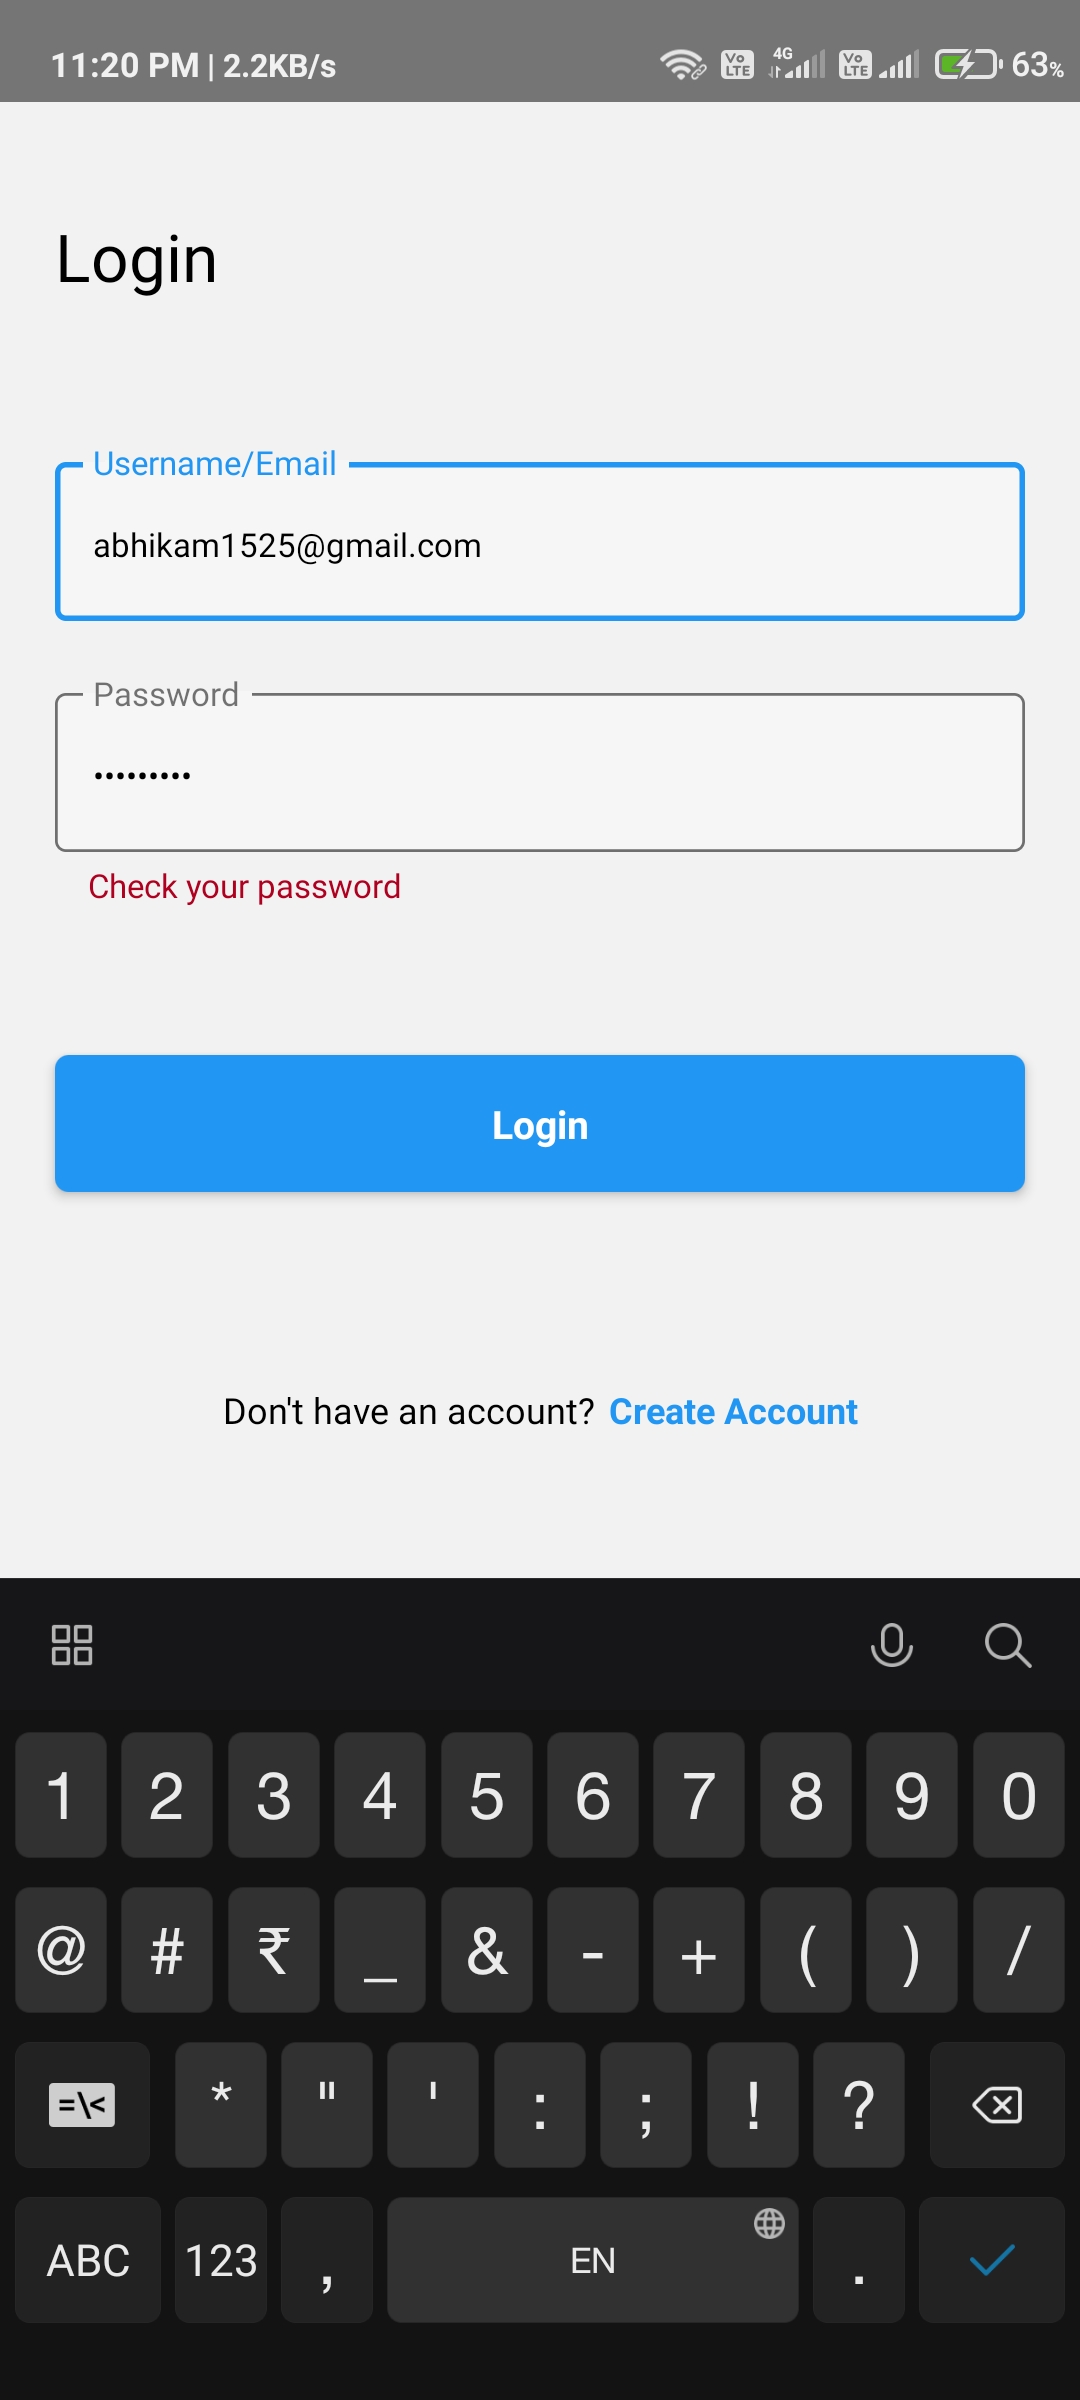 11:20 PM | 2.2KB/s Vo LTE 4G Vo LTE 63%
Login
Username/Email
abhikam1525@gmail.com
Password
•••••••••
Check your password
Login
Don't have an account? Create Account
1 2 3 4 5 6 7 8 9 0
@ # ₹ _ & - + ( ) /
=\< * " ' : ; ! ?
ABC 123 , EN .